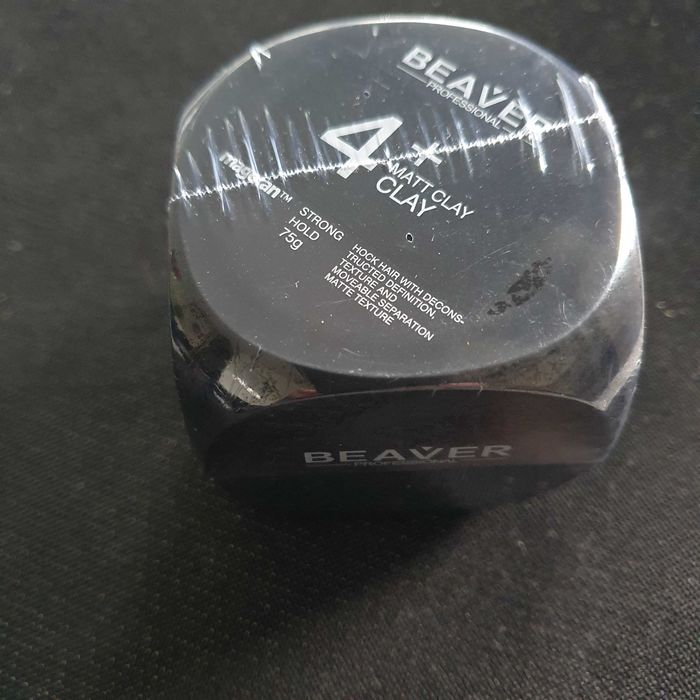 BEAVER
PROFESSIONAL
4+
MATT CLAY
CLAY
STRONG
HOLD
75g
HOCK HAIR WITH DECONS-
TRUCTED DEFINITION,
TEXTURE AND
MOVEABLE SEPARATION
MATTE TEXTURE
BEAVER
PROFESSIONAL